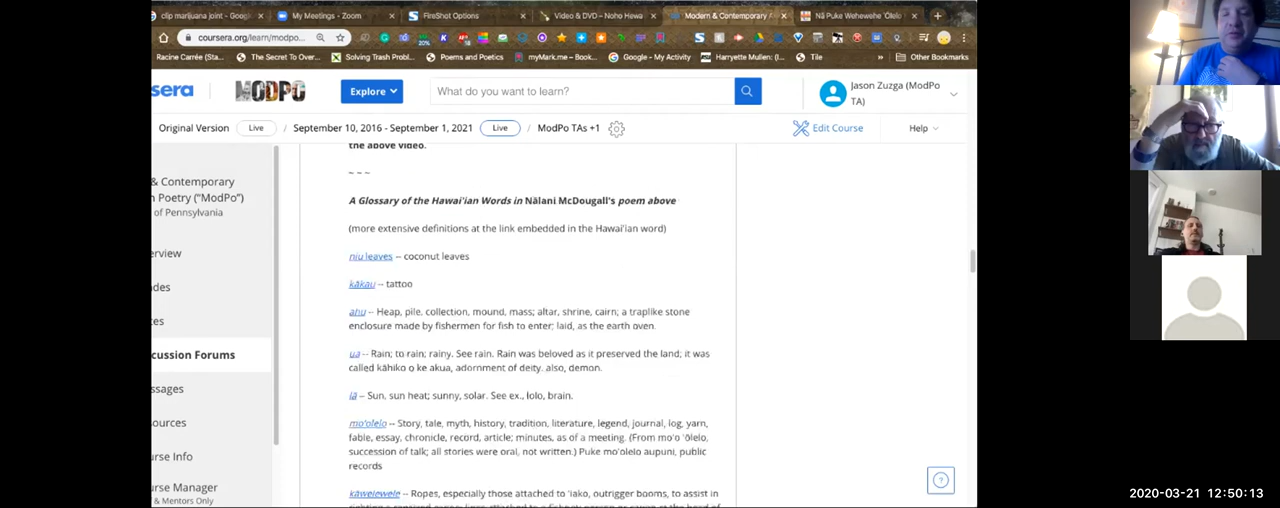 clip marijuana joint - Googl
My Meetings - Zoom
FireShot Options
Video & DVD – Noho Hewa
Modern & Contemporary
Nā Puke Wehewehe ʻŌlelo
coursera.org/learn/modpo...
Racine Carrée (Sta...
The Secret To Over...
Solving Trash Prob...
Poems and Poetics
myMark.me – Book...
Google - My Activity
Harryette Mullen: (I...
Tile
»
Other Bookmarks
sera
MODPO
Explore
What do you want to learn?
Jason Zuzga (ModPo
TA)
Original Version
Live
/
September 10, 2016 - September 1, 2021
Live
/
ModPo TAs +1
Edit Course
Help
the above video.
~ ~ ~
& Contemporary
n Poetry ("ModPo")
of Pennsylvania
A Glossary of the Hawai'ian Words in Nālani McDougall's poem above
(more extensive definitions at the link embedded in the Hawai'ian word)
erview
niu leaves -- coconut leaves
ades
kākau -- tattoo
ahu -- Heap, pile, collection, mound, mass; altar, shrine, cairn; a traplike stone
enclosure made by fishermen for fish to enter; laid, as the earth oven.
ces
cussion Forums
ua -- Rain; to rain; rainy. See rain. Rain was beloved as it preserved the land; it was
called kāhiko o ke akua, adornment of deity. also, demon.
ssages
lā -- Sun, sun heat; sunny, solar. See ex., lolo, brain.
ources
mo'olelo -- Story, tale, myth, history, tradition, literature, legend, journal, log, yarn,
fable, essay, chronicle, record, article; minutes, as of a meeting. (From mo'o 'ōlelo,
succession of talk; all stories were oral, not written.) Puke mo'olelo aupuni, public
records
urse Info
urse Manager
& Mentors Only
kāwelewele -- Ropes, especially those attached to 'iako, outrigger booms, to assist in
2020-03-21 12:50:13